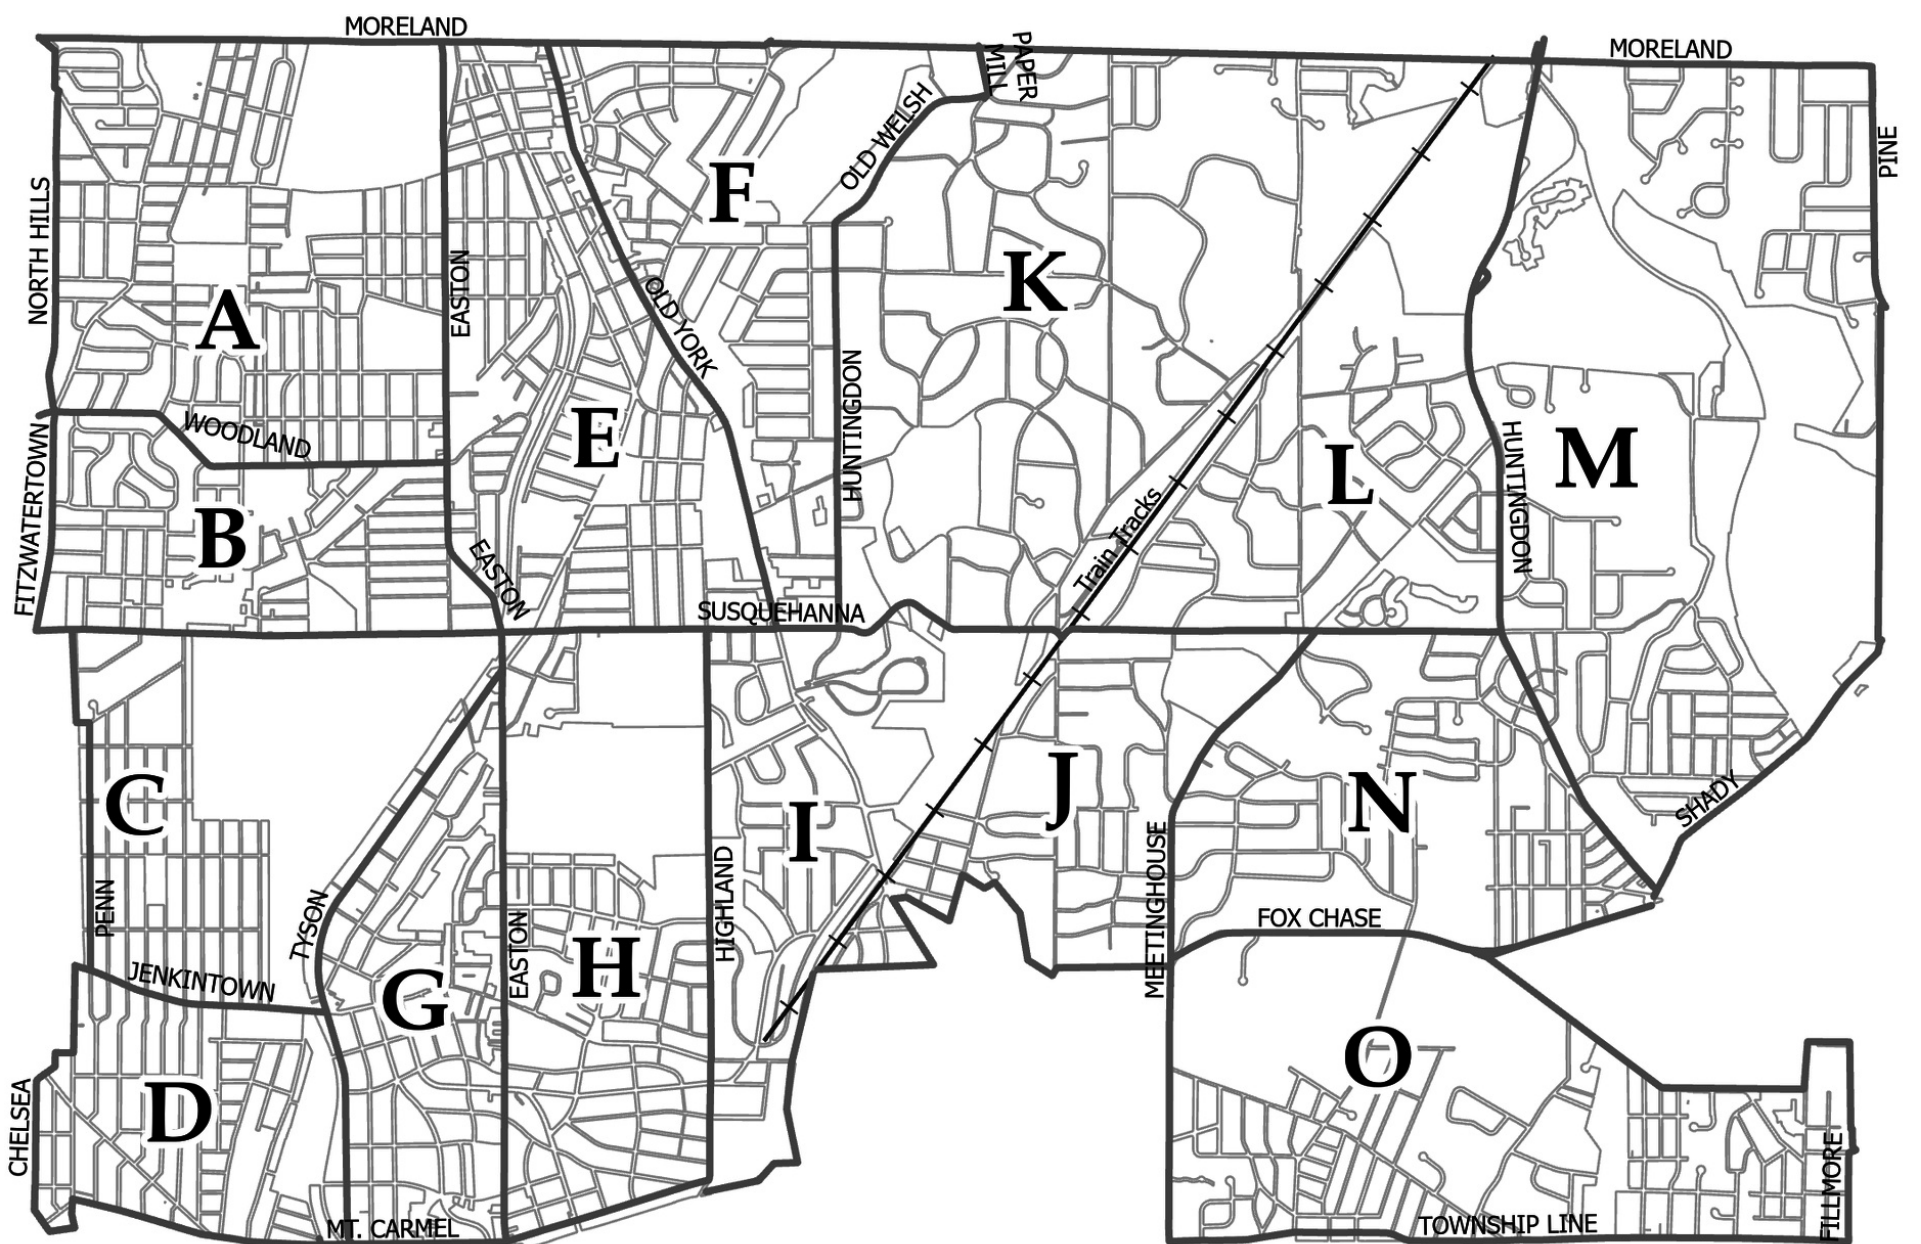 MORELAND
MORELAND
PAPER
MILL
OLD WELSH
PINE
F
NORTH HILLS
K
EASTON
OLD YORK
A
HUNTINGDON
WOODLAND
E
L
HUNTINGDON
M
FITZWATERTOWN
B
Train Tracks
EASTON
SUSQUEHANNA
C
I
J
N
SHADY
PENN
TYSON
HIGHLAND
MEETINGHOUSE
FOX CHASE
EASTON
H
JENKINTOWN
G
O
CHELSEA
D
FILLMORE
MT. CARMEL
TOWNSHIP LINE